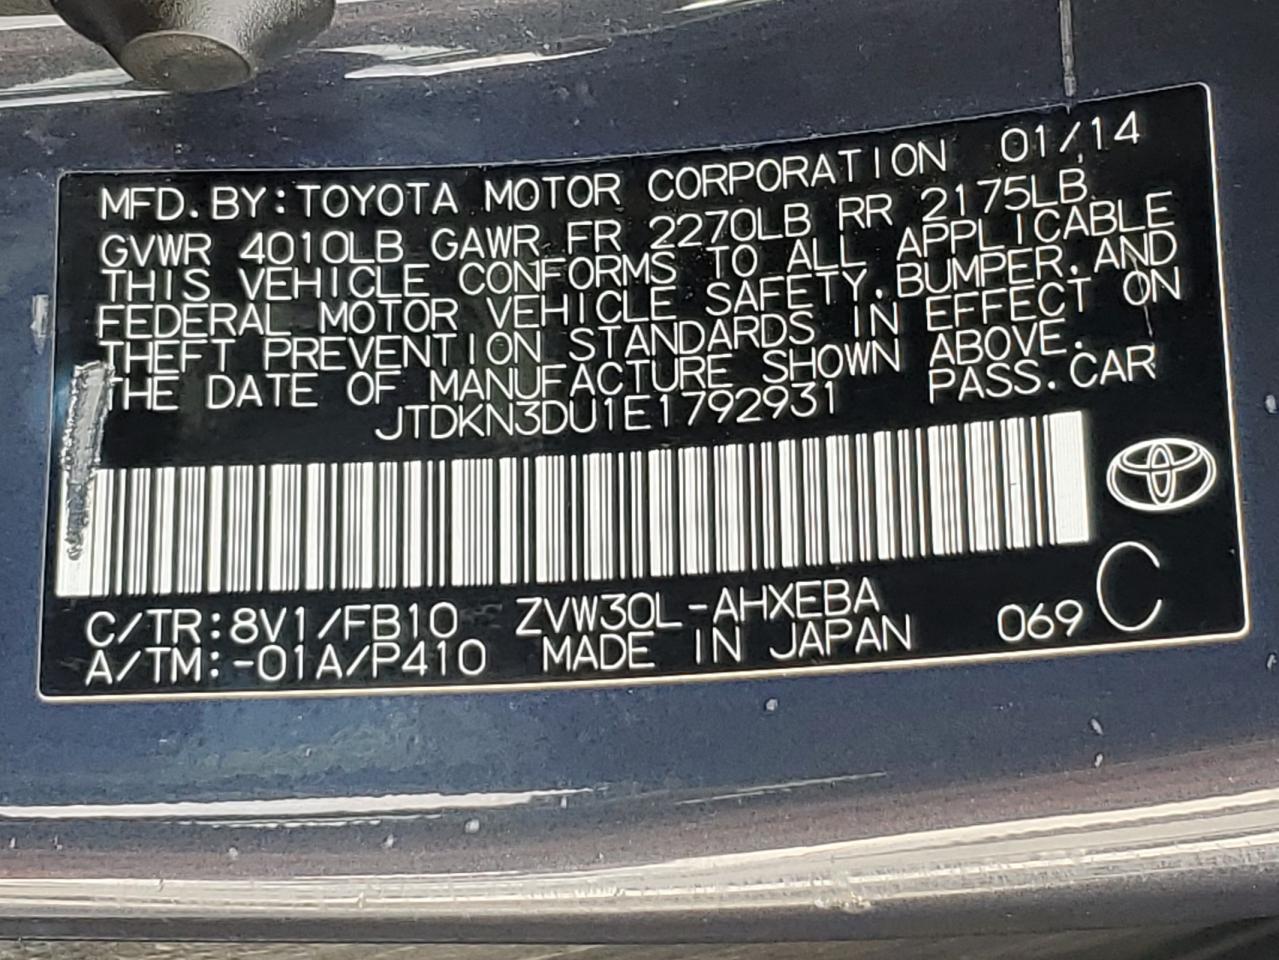 MFD.BY:TOYOTA MOTOR CORPORATION 01/14
GVWR 4010LB GAWR FR 2270LB RR 2175LB
THIS VEHICLE CONFORMS TO ALL APPLICABLE
FEDERAL MOTOR VEHICLE SAFETY,BUMPER,AND
THEFT PREVENTION STANDARDS IN EFFECT ON
THE DATE OF MANUFACTURE SHOWN ABOVE.
JTDKN3DU1E1792931 PASS.CAR
C/TR:8V1/FB10 ZVW30L-AHXEBA
A/TM:-01A/P410 MADE IN JAPAN 069 C